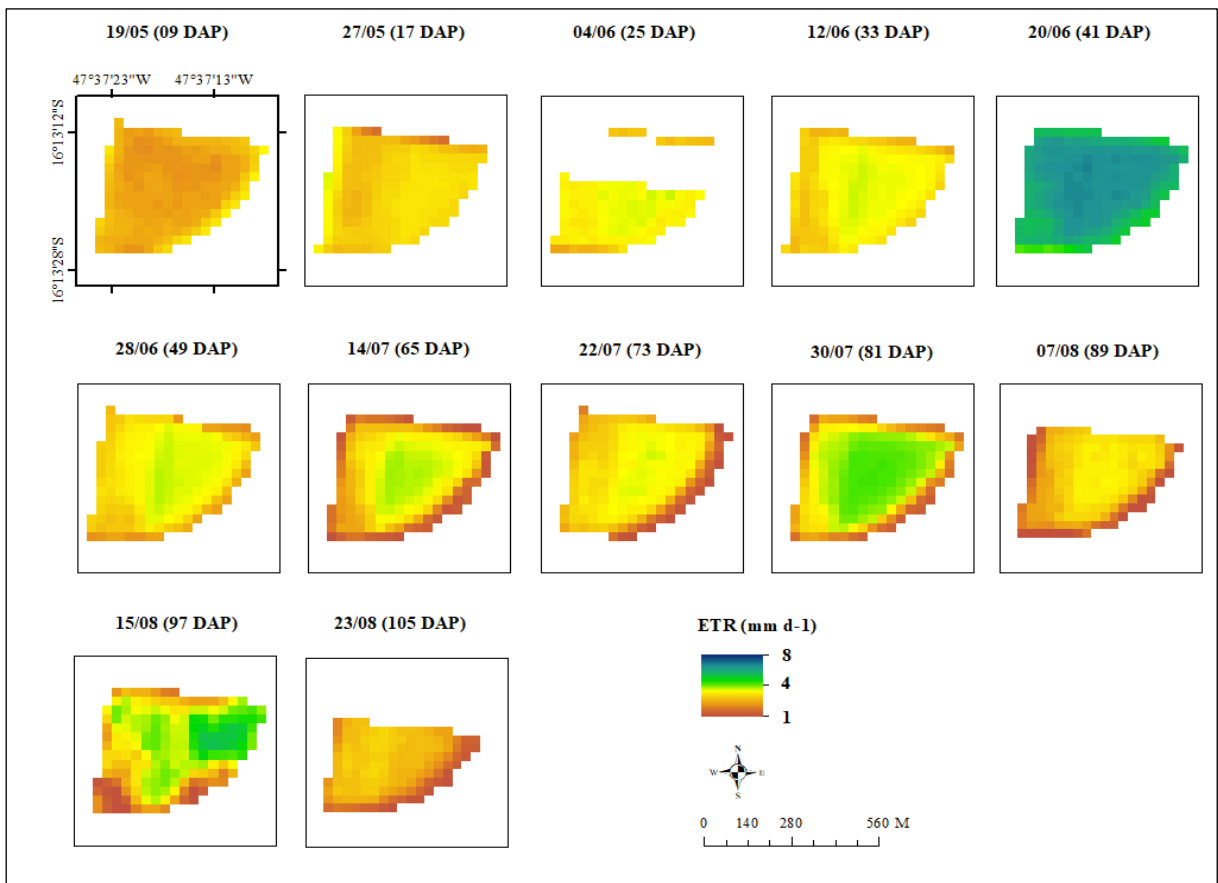 19/05 (09 DAP)
27/05 (17 DAP)
04/06 (25 DAP)
12/06 (33 DAP)
20/06 (41 DAP)
47°37'23"W
47°37'13"W
16°13'12"S
16°13'28"S
28/06 (49 DAP)
14/07 (65 DAP)
22/07 (73 DAP)
30/07 (81 DAP)
07/08 (89 DAP)
15/08 (97 DAP)
23/08 (105 DAP)
ETR (mm d-1)
8
4
1
N
W
E
S
0 140 280 560 M